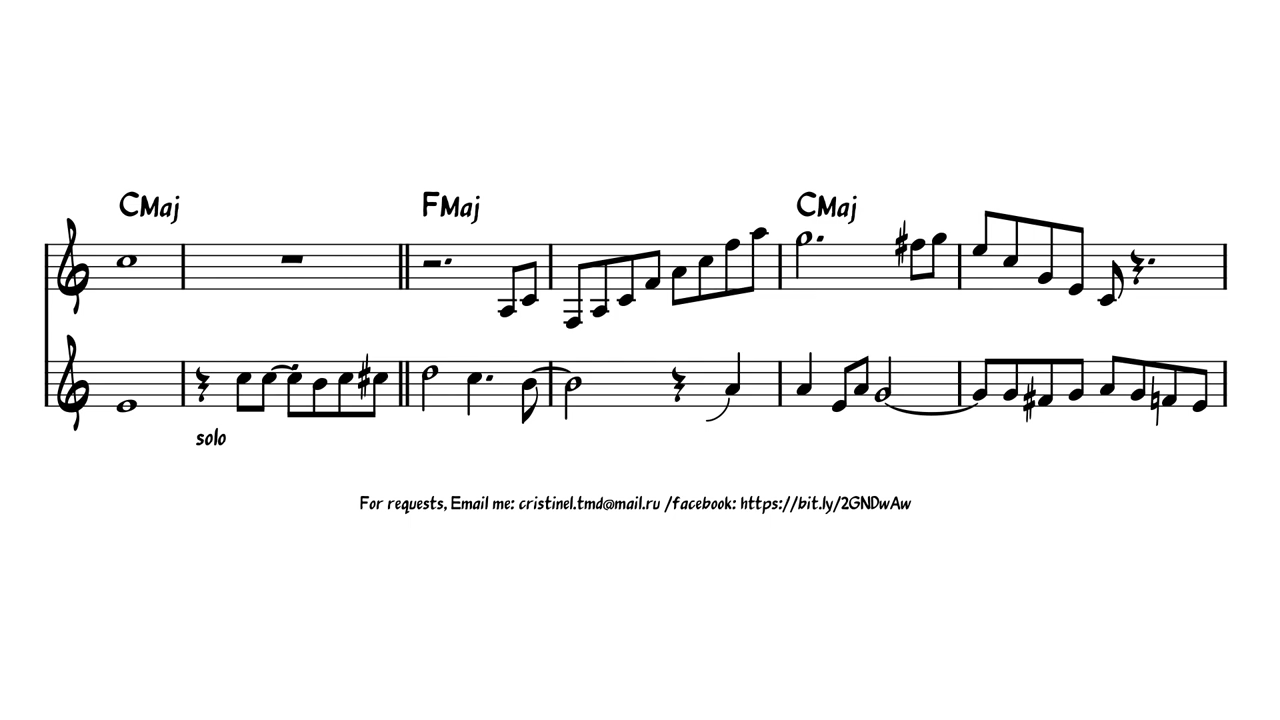 CMaj FMaj CMaj
solo
For requests, Email me: cristinel.tmd@mail.ru /facebook: https://bit.ly/2GNDwAw